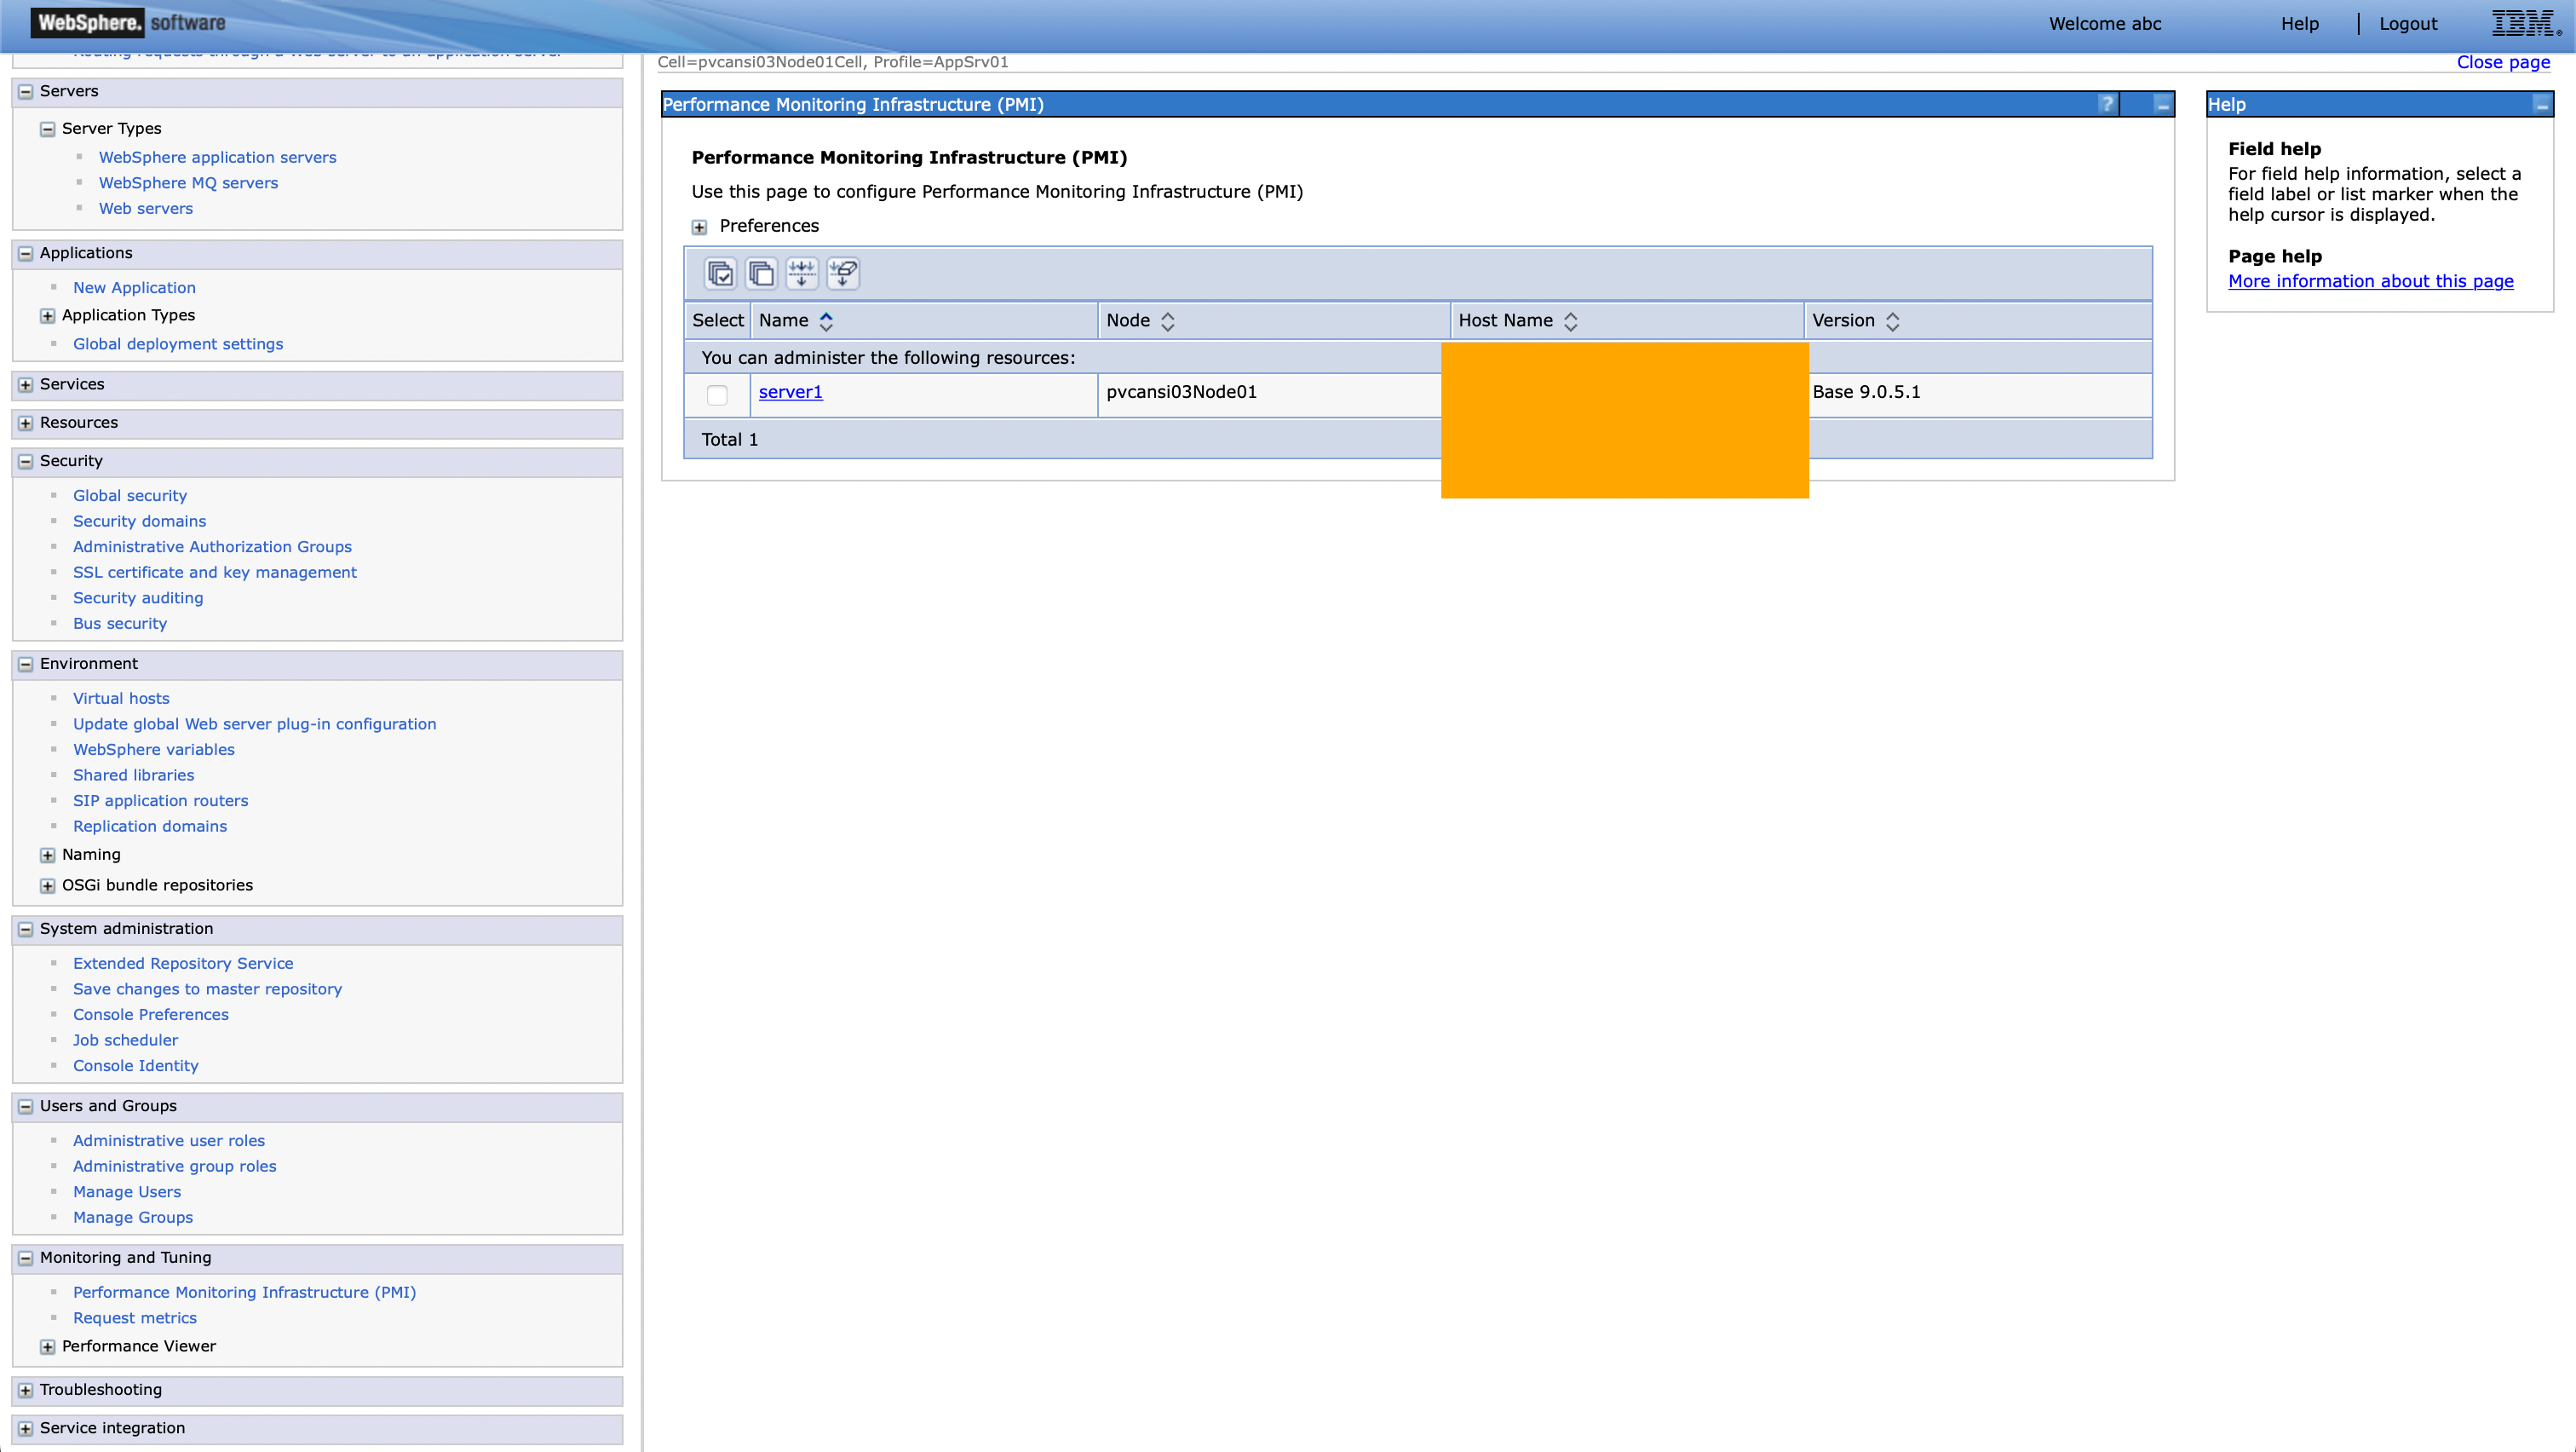 WebSphere. software
Welcome abc
Help
Logout
IBM®
Routing requests through a Web server to an application server
Servers
Server Types
WebSphere application servers
WebSphere MQ servers
Web servers
Applications
New Application
Application Types
Global deployment settings
Services
Resources
Security
Global security
Security domains
Administrative Authorization Groups
SSL certificate and key management
Security auditing
Bus security
Environment
Virtual hosts
Update global Web server plug-in configuration
WebSphere variables
Shared libraries
SIP application routers
Replication domains
Naming
OSGi bundle repositories
System administration
Extended Repository Service
Save changes to master repository
Console Preferences
Job scheduler
Console Identity
Users and Groups
Administrative user roles
Administrative group roles
Manage Users
Manage Groups
Monitoring and Tuning
Performance Monitoring Infrastructure (PMI)
Request metrics
Performance Viewer
Troubleshooting
Service integration
Cell=pvcansi03Node01Cell, Profile=AppSrv01
Close page
Performance Monitoring Infrastructure (PMI)
?
Performance Monitoring Infrastructure (PMI)
Use this page to configure Performance Monitoring Infrastructure (PMI)
Preferences
Select Name Node Host Name Version
You can administer the following resources:
server1 pvcansi03Node01 Base 9.0.5.1
Total 1
Help
Field help
For field help information, select a
field label or list marker when the
help cursor is displayed.
Page help
More information about this page